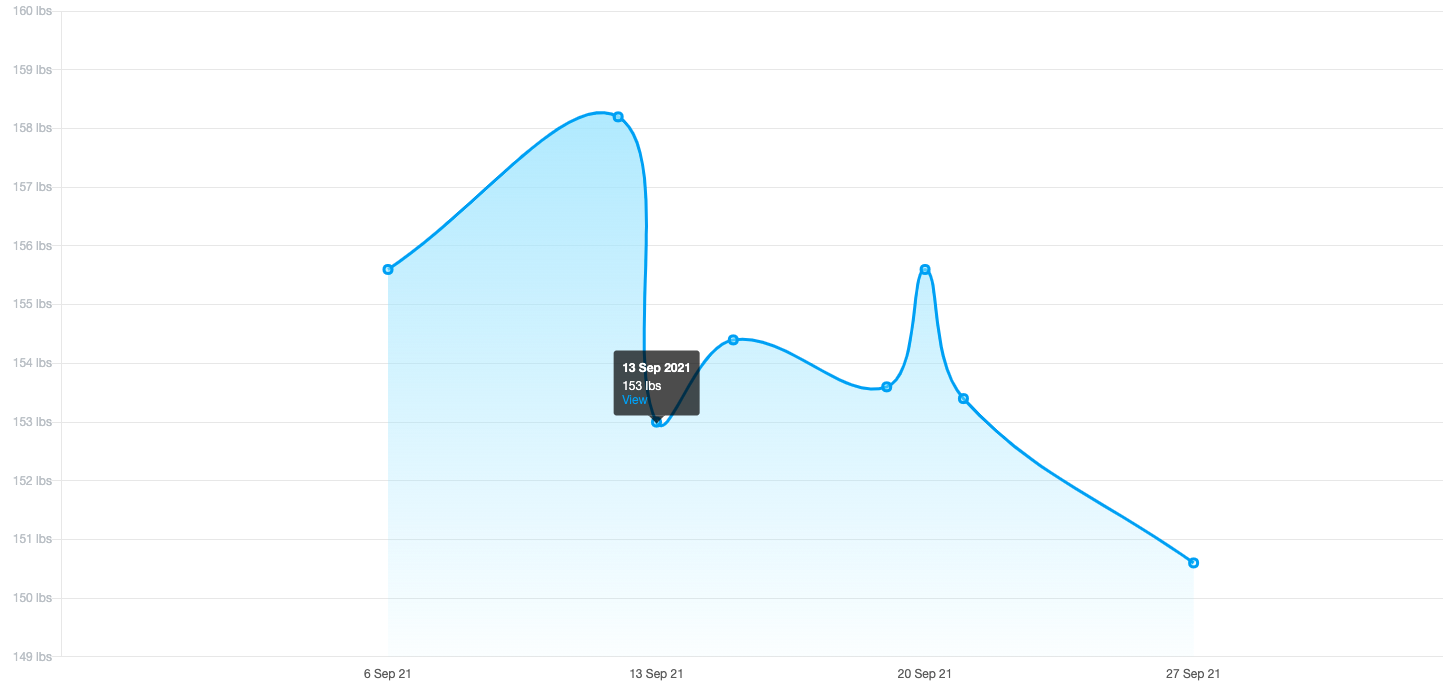 160 lbs
159 lbs
158 lbs
157 lbs
156 lbs
155 lbs
154 lbs
13 Sep 2021
153 lbs
View
153 lbs
152 lbs
151 lbs
150 lbs
149 lbs
6 Sep 21
13 Sep 21
20 Sep 21
27 Sep 21